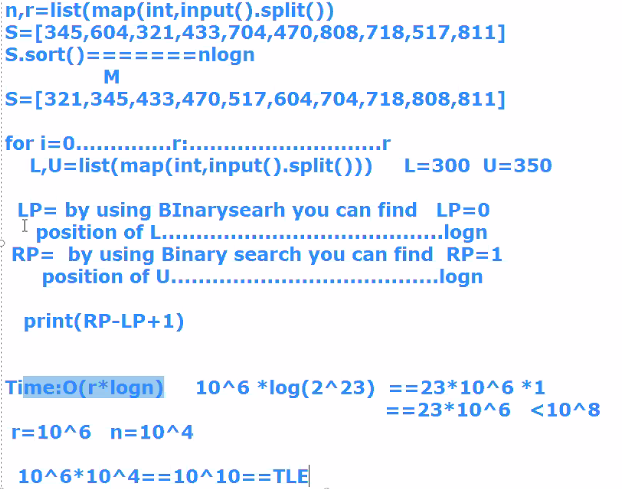 n,r=list(map(int,input().split())
S=[345,604,321,433,704,470,808,718,517,811]
S.sort()=======nlogn
M
S=[321,345,433,470,517,604,704,718,808,811]
for i=0..............r:............................r
L,U=list(map(int,input().split())) L=300 U=350
LP= by using BInarysearh you can find LP=0
position of L.........................................logn
RP= by using Binary search you can find RP=1
position of U.......................................logn
print(RP-LP+1)
Time:O(r*logn) 10^6 *log(2^23) ==23*10^6 *1
==23*10^6 <10^8
r=10^6 n=10^4
10^6*10^4==10^10==TLE